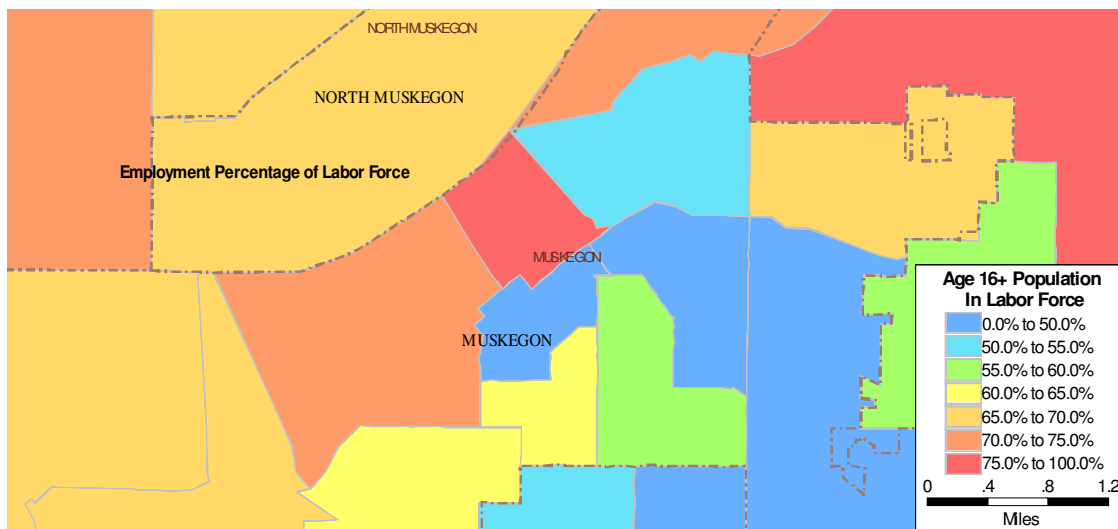 NORTH MUSKEGON
NORTH MUSKEGON
Employment Percentage of Labor Force
MUSKEGON
MUSKEGON
Age 16+ Population
In Labor Force
0.0% to 50.0%
50.0% to 55.0%
55.0% to 60.0%
60.0% to 65.0%
65.0% to 70.0%
70.0% to 75.0%
75.0% to 100.0%
0 .4 .8 1.2
Miles